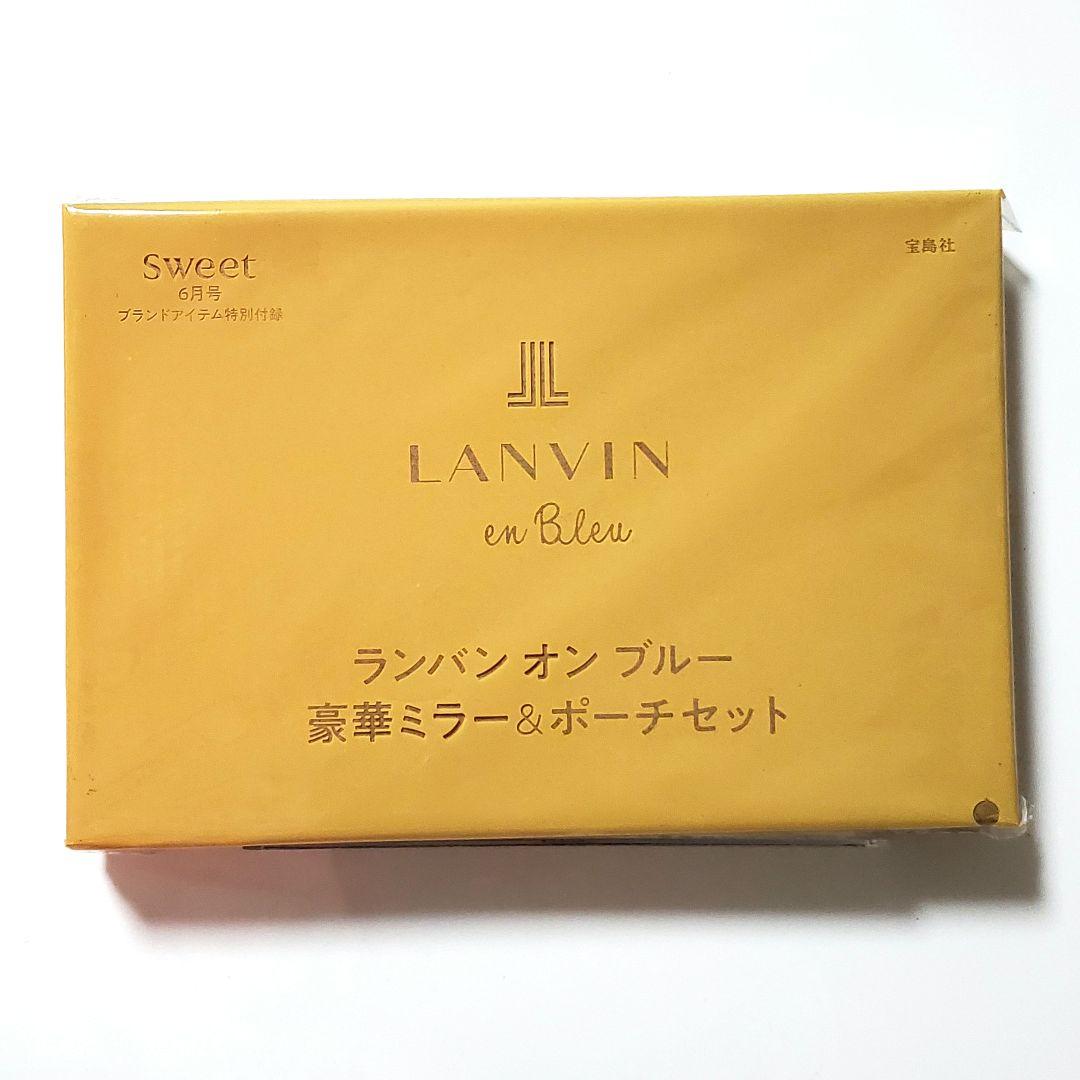 Sweet
6月号
ブランドアイテム特別付録
宝島社
LANVIN
en Bleu
ランバン オン ブルー
豪華ミラー&ポーチセット